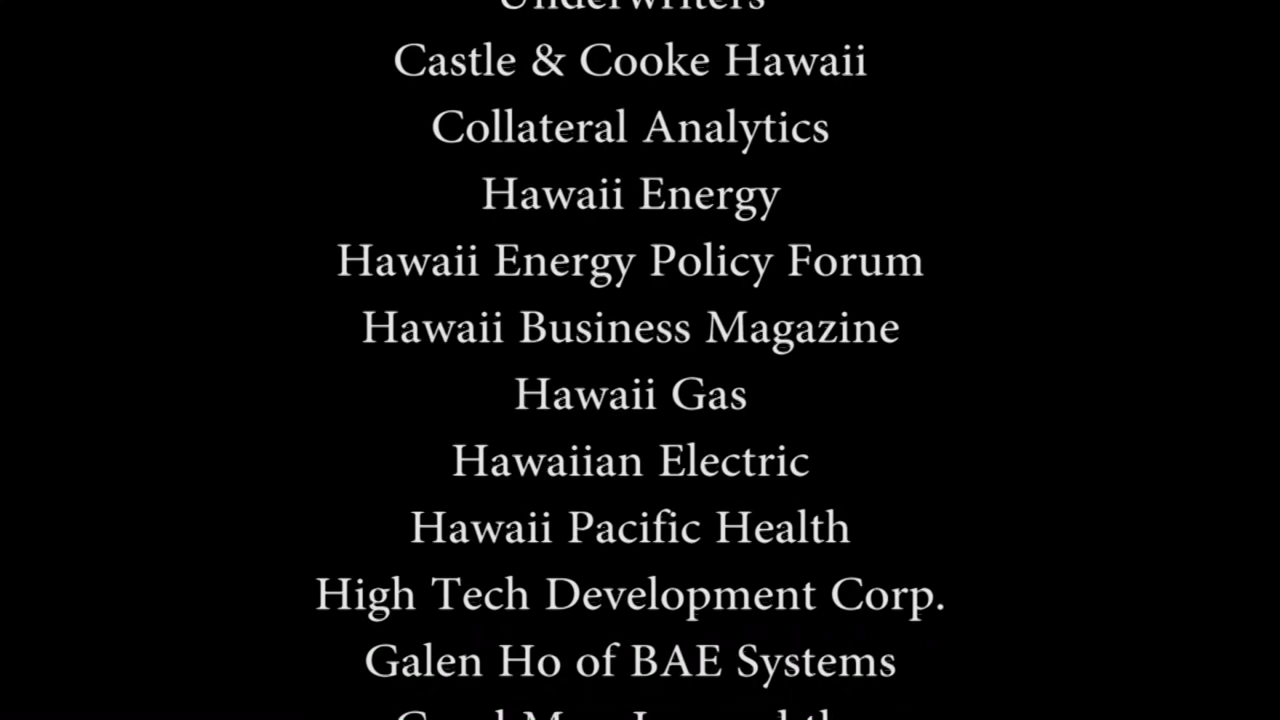 Underwriters
Castle & Cooke Hawaii
Collateral Analytics
Hawaii Energy
Hawaii Energy Policy Forum
Hawaii Business Magazine
Hawaii Gas
Hawaiian Electric
Hawaii Pacific Health
High Tech Development Corp.
Galen Ho of BAE Systems